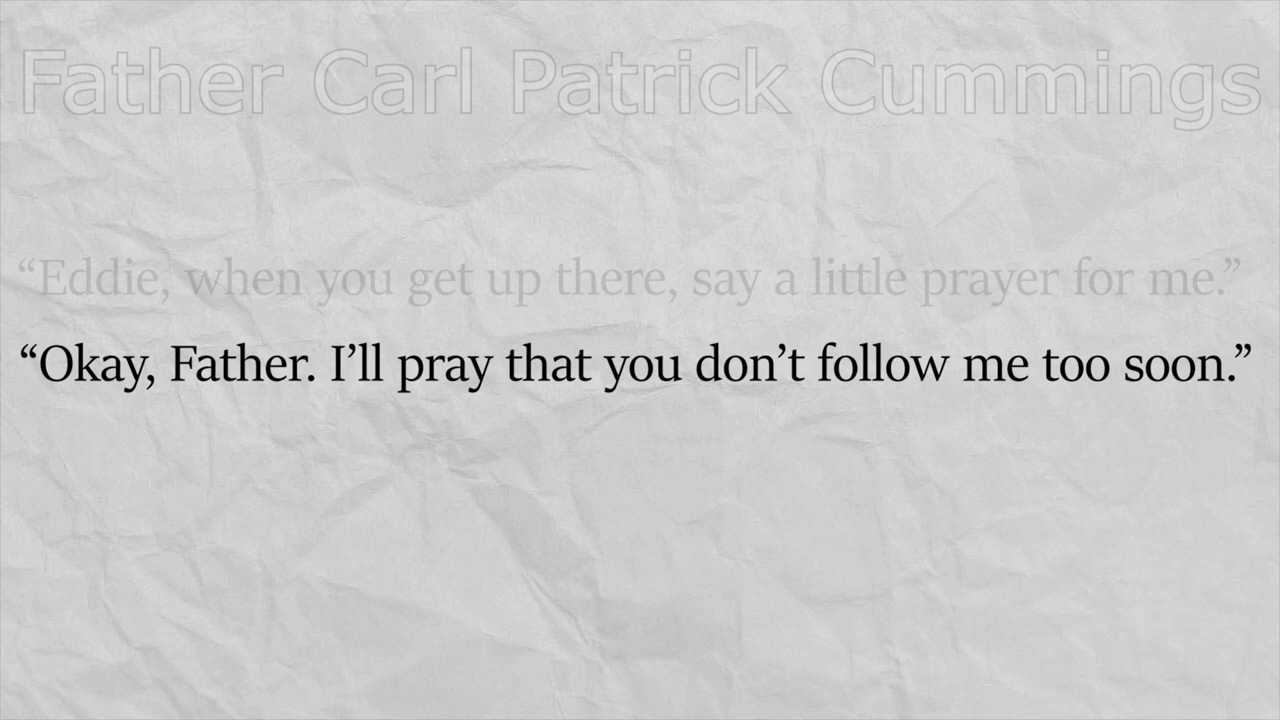 Father Carl Patrick Cummings
“Eddie, when you get up there, say a little prayer for me.”
“Okay, Father. I’ll pray that you don’t follow me too soon.”